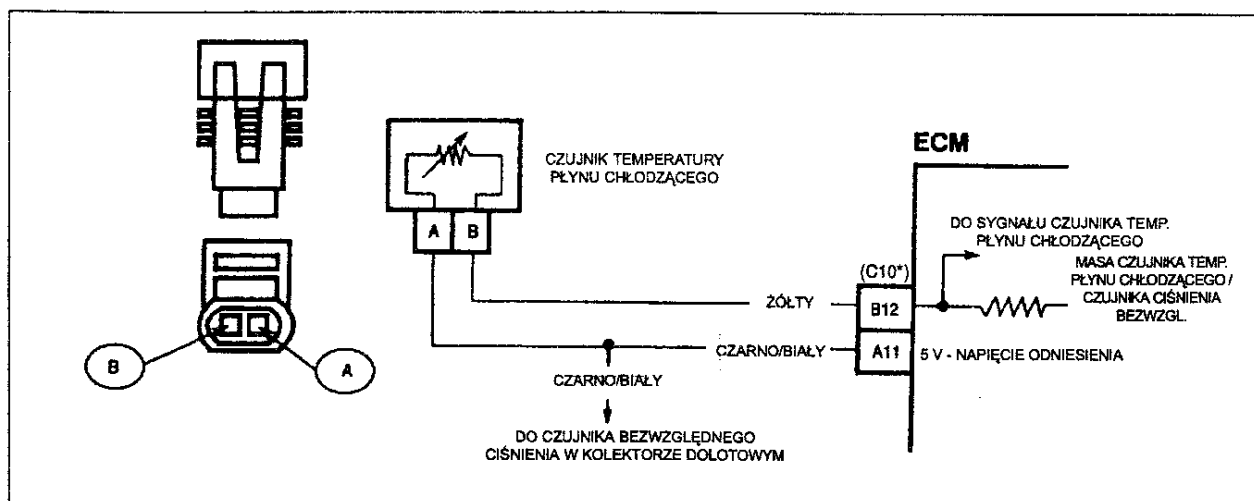 ECM
CZUJNIK TEMPERATURY
PŁYNU CHŁODZĄCEGO
A B
DO SYGNAŁU CZUJNIKA TEMP.
PŁYNU CHŁODZĄCEGO
MASA CZUJNIKA TEMP.
PŁYNU CHŁODZĄCEGO /
CZUJNIKA CIŚNIENIA
BEZWZGL.
(C10*)
ŻÓŁTY
B12
CZARNO/BIAŁY
A11
5 V - NAPIĘCIE ODNIESIENIA
B
A
CZARNO/BIAŁY
DO CZUJNIKA BEZWZGLĘDNEGO
CIŚNIENIA W KOLEKTORZE DOLOTOWYM